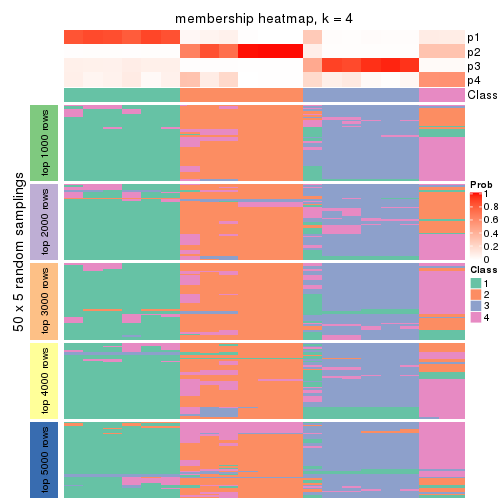 membership heatmap, k = 4
p1
p2
p3
p4
Class
50 x 5 random samplings
top 1000 rows
top 2000 rows
top 3000 rows
top 4000 rows
top 5000 rows
Prob
1
0.8
0.6
0.4
0.2
0
Class
1
2
3
4